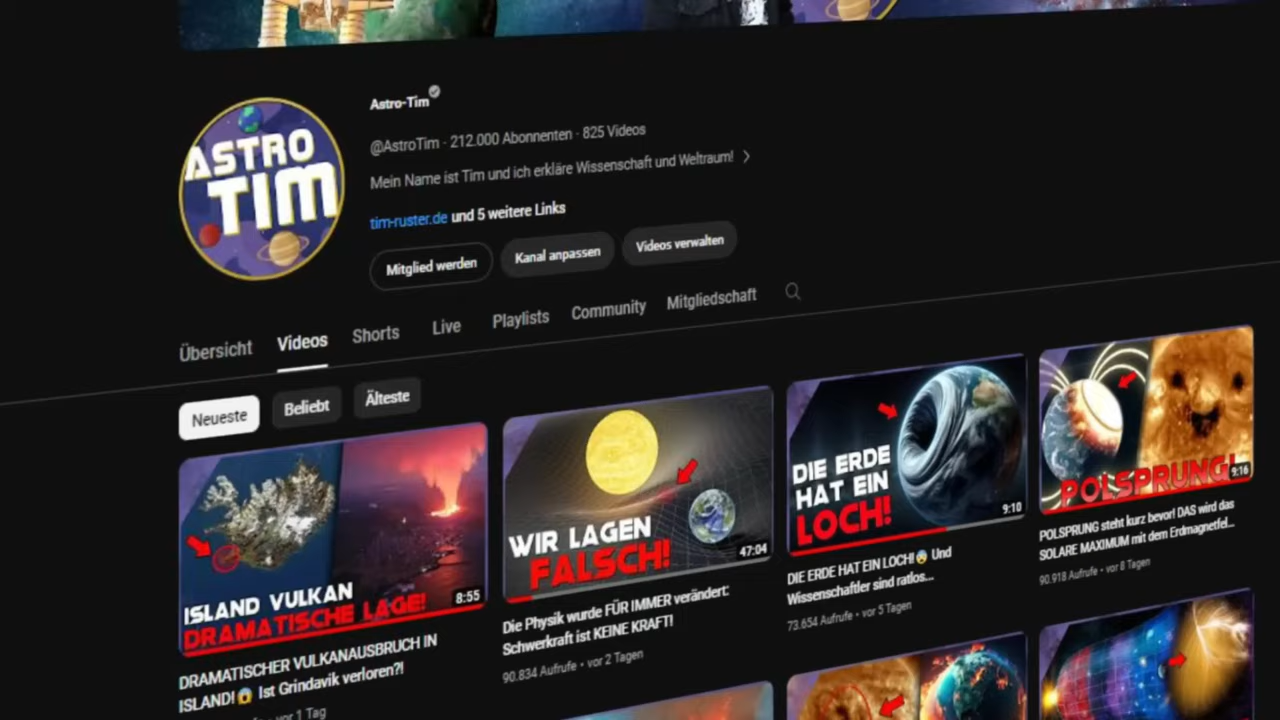 ASTRO
TIM
Astro-Tim
@AstroTim · 212.000 Abonnenten · 825 Videos
Mein Name ist Tim und ich erkläre Wissenschaft und Weltraum!
tim-ruster.de und 5 weitere Links
Mitglied werden
Kanal anpassen
Videos verwalten
Übersicht
Videos
Shorts
Live
Playlists
Community
Mitgliedschaft
Neueste
Beliebt
Älteste
ISLAND VULKAN
DRAMATISCHE LAGE!
8:55
DRAMATISCHER VULKANAUSBRUCH IN
ISLAND!😱 Ist Grindavik verloren?!
vor 1 Tag
WIR LAGEN
FALSCH!
47:04
Die Physik wurde FÜR IMMER verändert:
Schwerkraft ist KEINE KRAFT!
90.834 Aufrufe · vor 2 Tagen
DIE ERDE
HAT EIN
LOCH!
9:10
DIE ERDE HAT EIN LOCH!😨 Und
Wissenschaftler sind ratlos...
73.654 Aufrufe · vor 5 Tagen
POLSPRUNG!
9:16
POLSPRUNG steht kurz bevor! DAS wird das
SOLARE MAXIMUM mit dem Erdmagnetfel...
90.918 Aufrufe · vor 8 Tagen